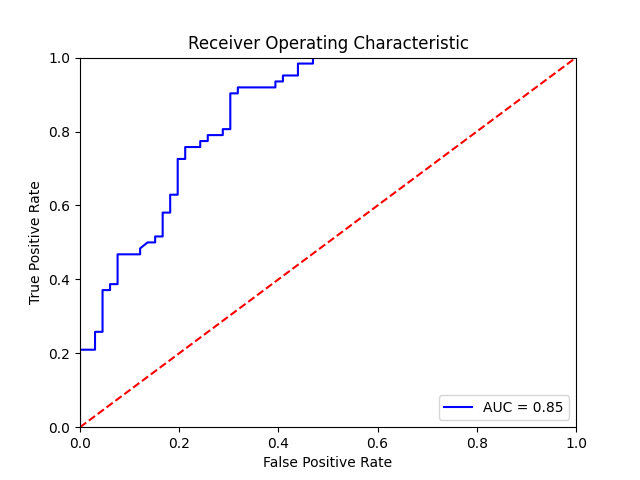 Receiver Operating Characteristic
1.0
0.8
0.6
0.4
0.2
0.0
True Positive Rate
AUC = 0.85
0.0 0.2 0.4 0.6 0.8 1.0
False Positive Rate